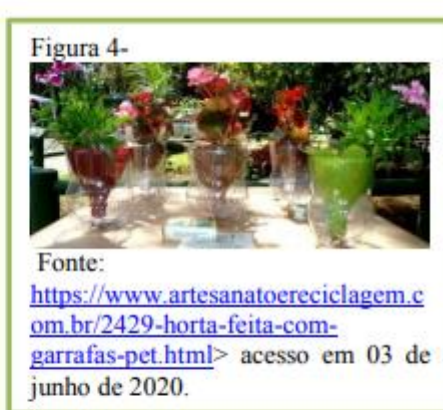 Figura 4-
Fonte:
https://www.artesanatoereciclagem.c
om.br/2429-horta-feita-com-
garrafas-pet.html> acesso em 03 de
junho de 2020.